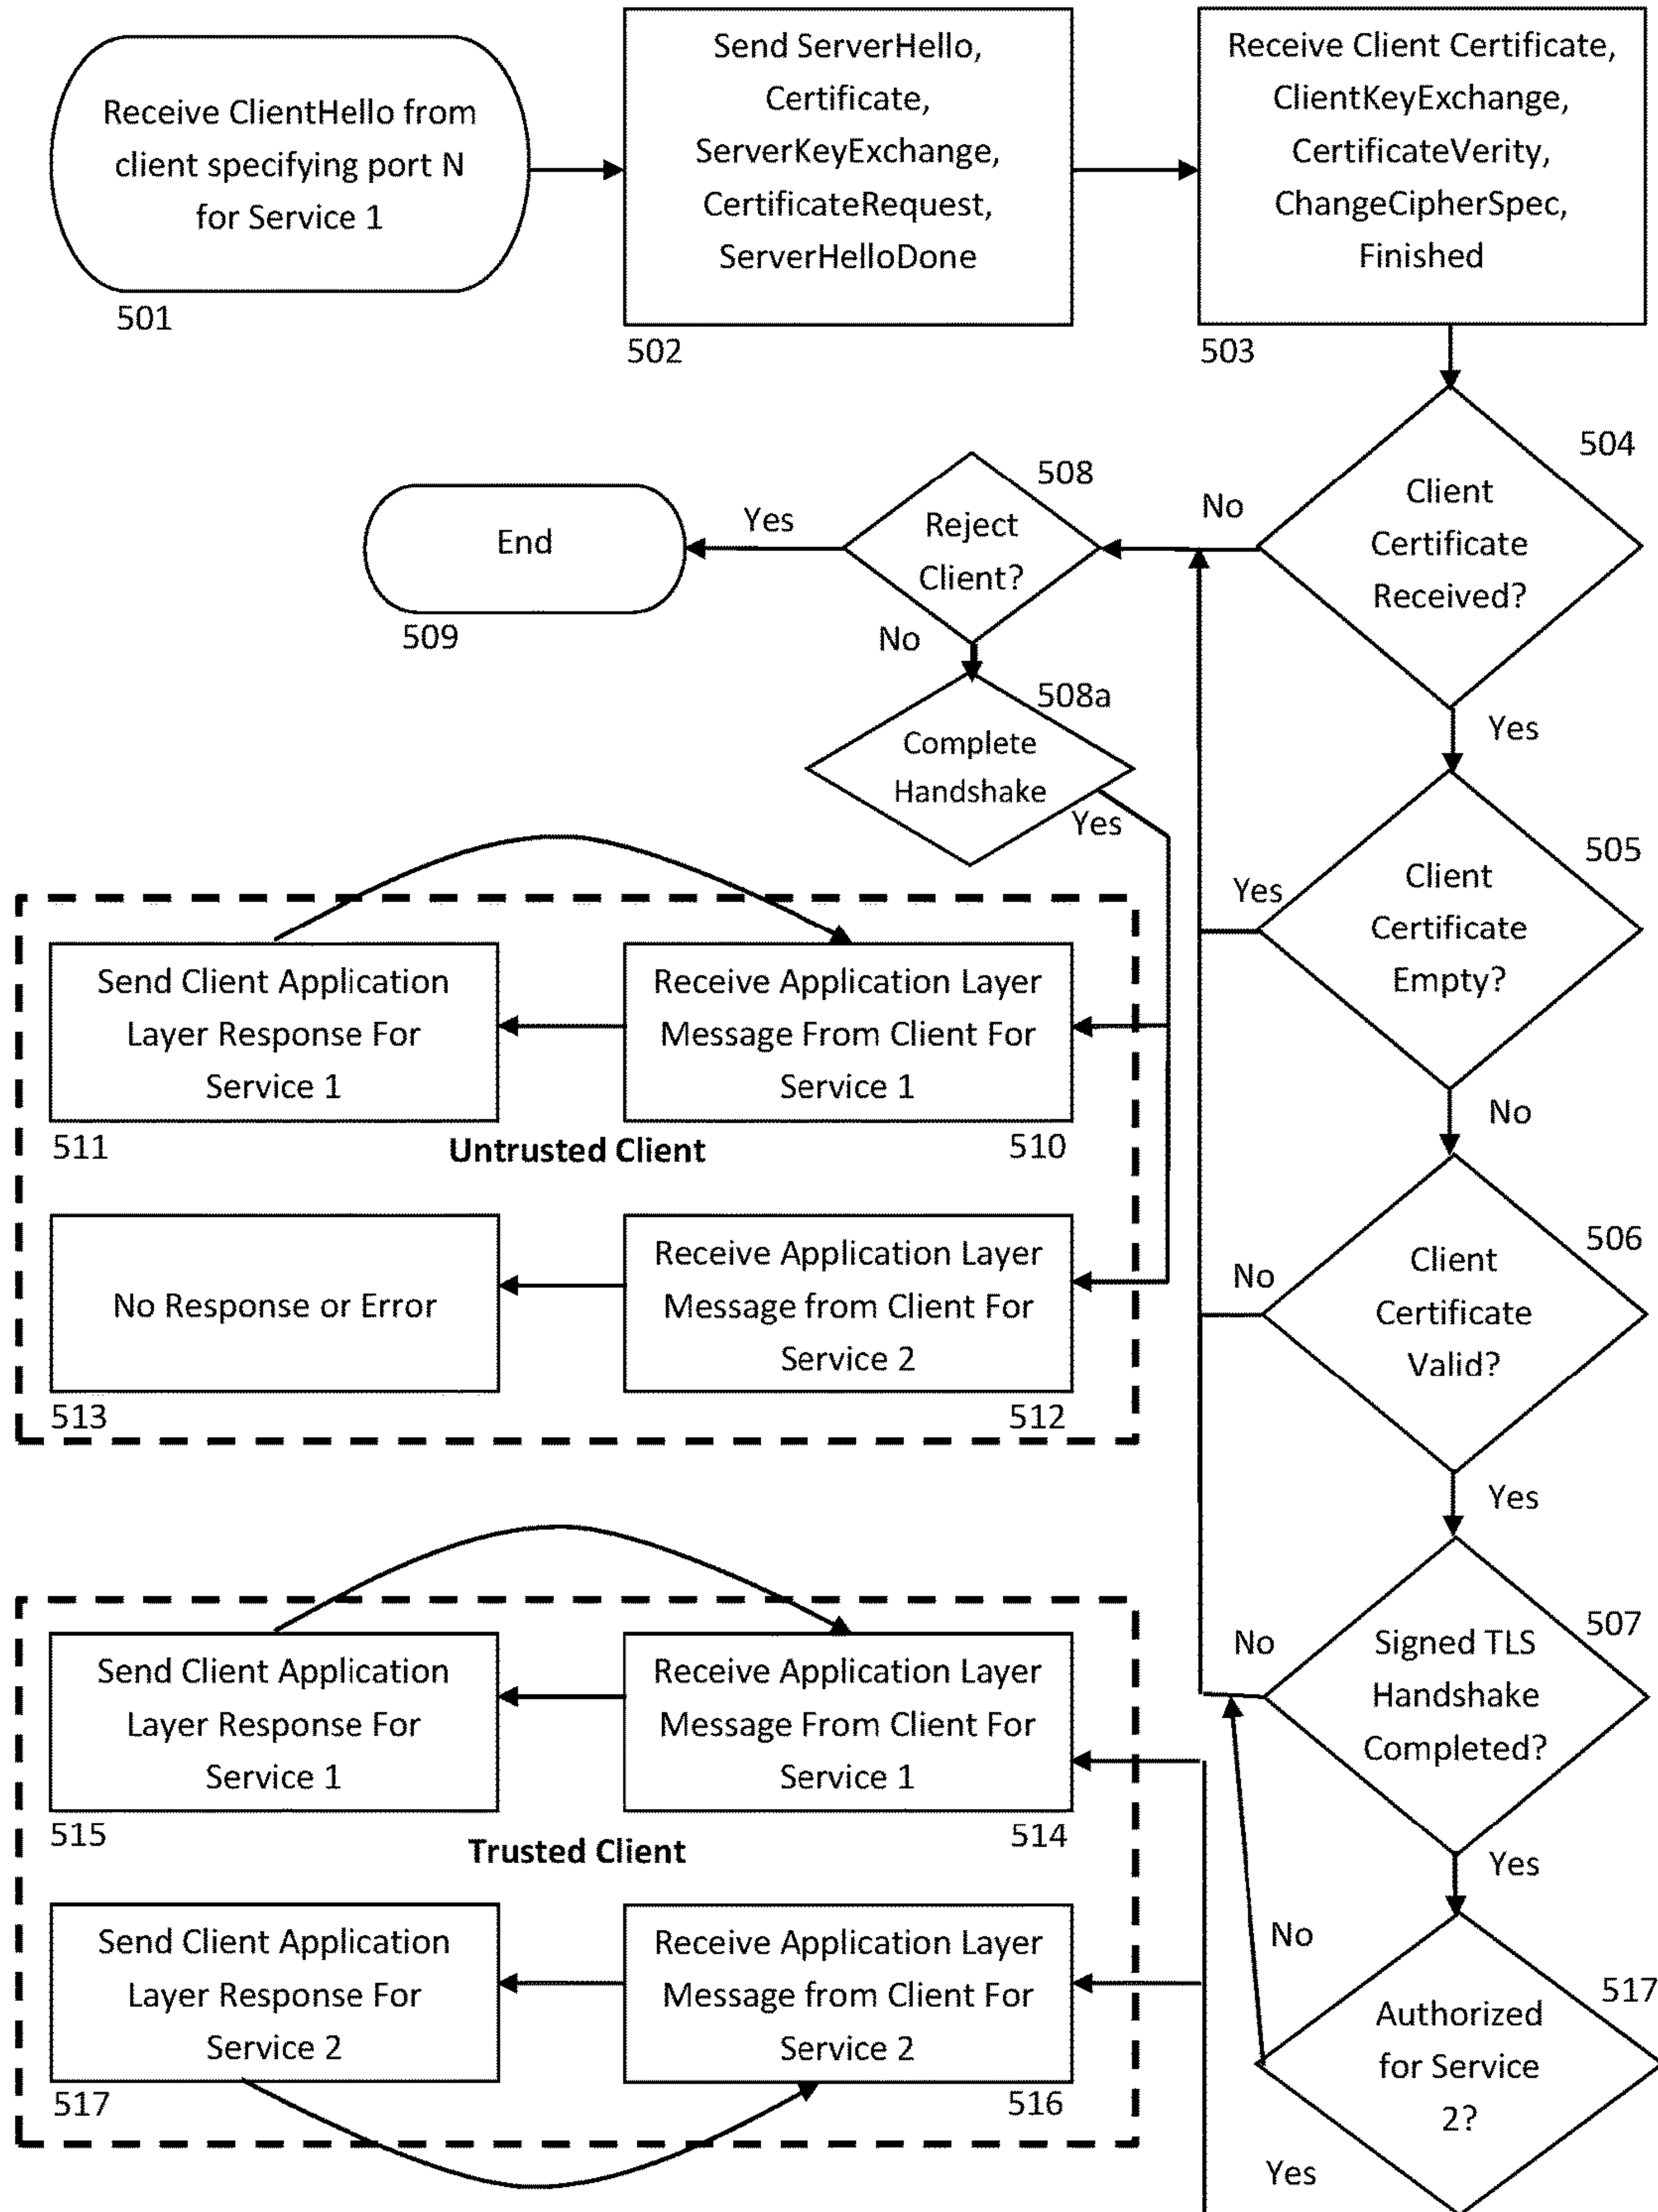 Receive ClientHello from
client specifying port N
for Service 1
501
Send ServerHello,
Certificate,
ServerKeyExchange,
CertificateRequest,
ServerHelloDone
502
Receive Client Certificate,
ClientKeyExchange,
CertificateVerity,
ChangeCipherSpec,
Finished
503
504
Client
Certificate
Received?
No
Yes
508
Reject
Client?
Yes
No
End
509
508a
Complete
Handshake
Yes
505
Client
Certificate
Empty?
Yes
No
Send Client Application
Layer Response For
Service 1
511
Receive Application Layer
Message From Client For
Service 1
510
Untrusted Client
No Response or Error
513
Receive Application Layer
Message from Client For
Service 2
512
506
Client
Certificate
Valid?
No
Yes
507
Signed TLS
Handshake
Completed?
No
Yes
Send Client Application
Layer Response For
Service 1
515
Receive Application Layer
Message From Client For
Service 1
514
Trusted Client
Send Client Application
Layer Response For
Service 2
517
Receive Application Layer
Message from Client For
Service 2
516
517
Authorized
for Service
2?
No
Yes